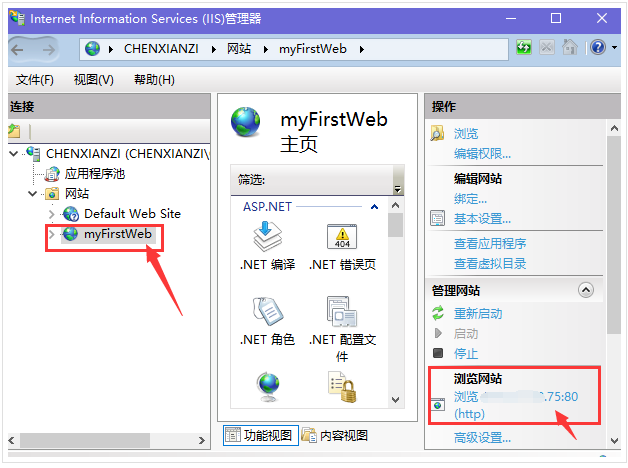 Internet Information Services (IIS)管理器
CHENXIANZI
网站
myFirstWeb
文件(F)
视图(V)
帮助(H)
连接
CHENXIANZI (CHENXIANZI\
应用程序池
网站
Default Web Site
myFirstWeb
myFirstWeb
主页
筛选:
ASP.NET
.NET 编译
.NET 错误页
404
.NET 角色
.NET 配置文
件
功能视图
内容视图
操作
浏览
编辑权限...
编辑网站
绑定...
基本设置...
查看应用程序
查看虚拟目录
管理网站
重新启动
启动
停止
浏览网站
浏览 .75:80
(http)
高级设置...